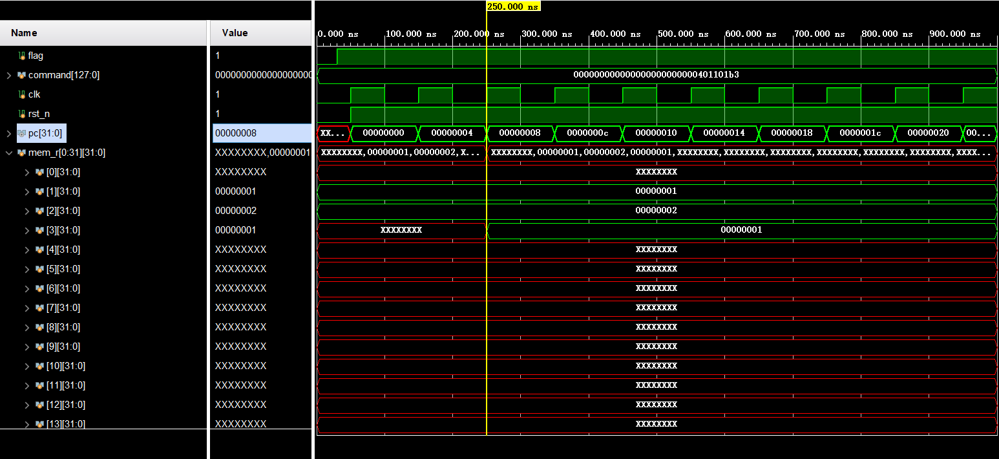 250.000 ns
Name Value 0.000 ns 100.000 ns 200.000 ns 300.000 ns 400.000 ns 500.000 ns 600.000 ns 700.000 ns 800.000 ns 900.000 ns
flag 1
command[127:0] 00000000000000000000 000000000000000000000000401101b3
clk 1
rst_n 1
pc[31:0] 00000008 XX... 00000000 00000004 00000008 0000000c 00000010 00000014 00000018 0000001c 00000020 00...
mem_r[0:31][31:0] XXXXXXXX,00000001 XXXXXXXX,00000001,00000002,X... XXXXXXXX,00000001,00000002,00000001,XXXXXXXX,XXXXXXXX,XXXXXXXX,XXXXXXXX,XXXXXXXX,XXXXXXXX,XXXX...
[0][31:0] XXXXXXXX XXXXXXXX
[1][31:0] 00000001 00000001
[2][31:0] 00000002 00000002
[3][31:0] 00000001 XXXXXXXX 00000001
[4][31:0] XXXXXXXX XXXXXXXX
[5][31:0] XXXXXXXX XXXXXXXX
[6][31:0] XXXXXXXX XXXXXXXX
[7][31:0] XXXXXXXX XXXXXXXX
[8][31:0] XXXXXXXX XXXXXXXX
[9][31:0] XXXXXXXX XXXXXXXX
[10][31:0] XXXXXXXX XXXXXXXX
[11][31:0] XXXXXXXX XXXXXXXX
[12][31:0] XXXXXXXX XXXXXXXX
[13][31:0] XXXXXXXX XXXXXXXX